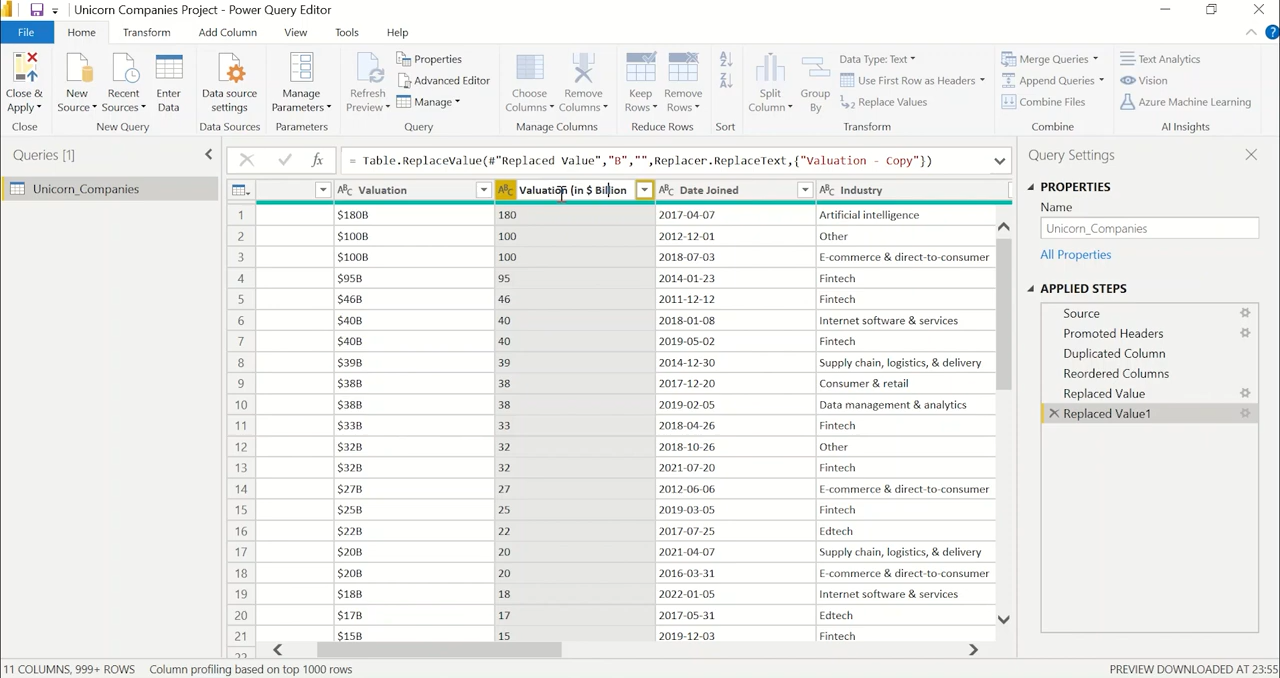 Unicorn Companies Project - Power Query Editor
File Home Transform Add Column View Tools Help
Close & Apply
New Source
Recent Sources
Enter Data
Data source settings
Manage Parameters
Refresh Preview
Properties
Advanced Editor
Manage
Choose Columns
Remove Columns
Keep Rows
Remove Rows
Split Column
Group By
Data Type: Text
Use First Row as Headers
Replace Values
Merge Queries
Append Queries
Combine Files
Text Analytics
Vision
Azure Machine Learning
Close New Query Data Sources Parameters Query Manage Columns Reduce Rows Sort Transform Combine AI Insights
Queries [1]
Unicorn_Companies
fx = Table.ReplaceValue(#"Replaced Value","B","",Replacer.ReplaceText,{"Valuation - Copy"})
Valuation Valuation (in $ Billion Date Joined Industry
1 $180B 180 2017-04-07 Artificial intelligence
2 $100B 100 2012-12-01 Other
3 $100B 100 2018-07-03 E-commerce & direct-to-consumer
4 $95B 95 2014-01-23 Fintech
5 $46B 46 2011-12-12 Fintech
6 $40B 40 2018-01-08 Internet software & services
7 $40B 40 2019-05-02 Fintech
8 $39B 39 2014-12-30 Supply chain, logistics, & delivery
9 $38B 38 2017-12-20 Consumer & retail
10 $38B 38 2019-02-05 Data management & analytics
11 $33B 33 2018-04-26 Fintech
12 $32B 32 2018-10-26 Other
13 $32B 32 2021-07-20 Fintech
14 $27B 27 2012-06-06 E-commerce & direct-to-consumer
15 $25B 25 2019-03-05 Fintech
16 $22B 22 2017-07-25 Edtech
17 $20B 20 2021-04-07 Supply chain, logistics, & delivery
18 $20B 20 2016-03-31 E-commerce & direct-to-consumer
19 $18B 18 2022-01-05 Internet software & services
20 $17B 17 2017-05-31 Edtech
21 $15B 15 2019-12-03 Fintech
22
Query Settings
PROPERTIES
Name
Unicorn_Companies
All Properties
APPLIED STEPS
Source
Promoted Headers
Duplicated Column
Reordered Columns
Replaced Value
Replaced Value1
11 COLUMNS, 999+ ROWS Column profiling based on top 1000 rows PREVIEW DOWNLOADED AT 23:55